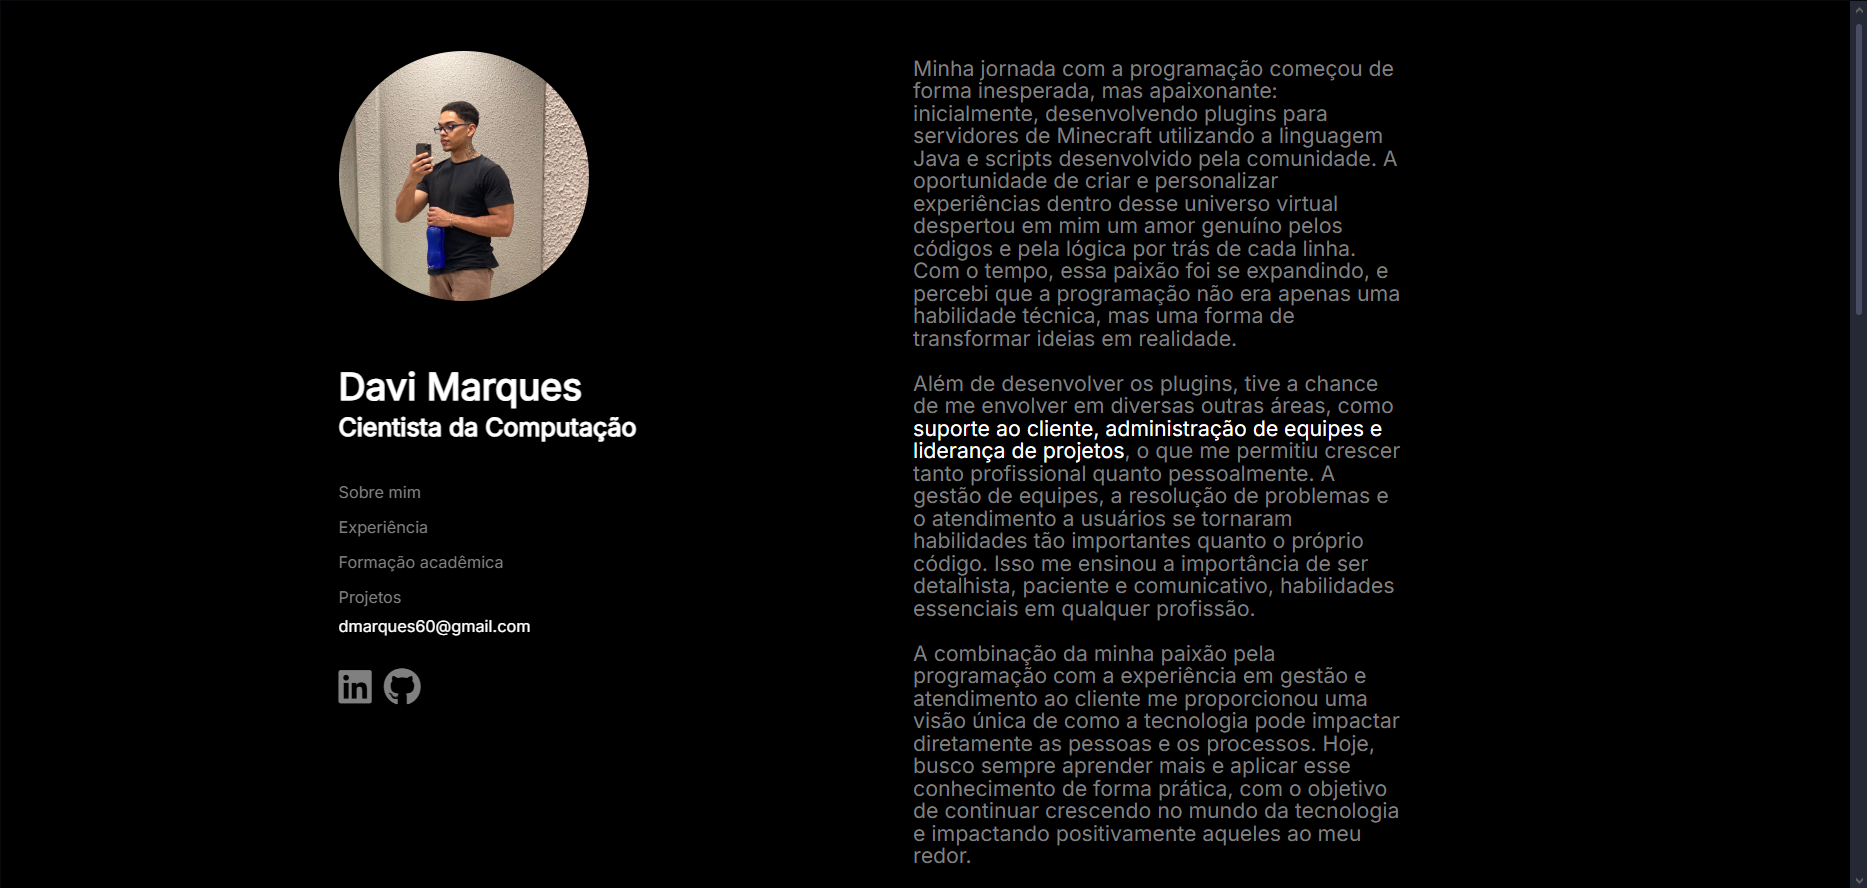 Davi Marques
Cientista da Computação
Sobre mim
Experiência
Formação acadêmica
Projetos
dmarques60@gmail.com
in
Minha jornada com a programação começou de
forma inesperada, mas apaixonante:
inicialmente, desenvolvendo plugins para
servidores de Minecraft utilizando a linguagem
Java e scripts desenvolvido pela comunidade. A
oportunidade de criar e personalizar
experiências dentro desse universo virtual
despertou em mim um amor genuíno pelos
códigos e pela lógica por trás de cada linha.
Com o tempo, essa paixão foi se expandindo, e
percebi que a programação não era apenas uma
habilidade técnica, mas uma forma de
transformar ideias em realidade.
Além de desenvolver os plugins, tive a chance
de me envolver em diversas outras áreas, como
suporte ao cliente, administração de equipes e
liderança de projetos, o que me permitiu crescer
tanto profissional quanto pessoalmente. A
gestão de equipes, a resolução de problemas e
o atendimento a usuários se tornaram
habilidades tão importantes quanto o próprio
código. Isso me ensinou a importância de ser
detalhista, paciente e comunicativo, habilidades
essenciais em qualquer profissão.
A combinação da minha paixão pela
programação com a experiência em gestão e
atendimento ao cliente me proporcionou uma
visão única de como a tecnologia pode impactar
diretamente as pessoas e os processos. Hoje,
busco sempre aprender mais e aplicar esse
conhecimento de forma prática, com o objetivo
de continuar crescendo no mundo da tecnologia
e impactando positivamente aqueles ao meu
redor.